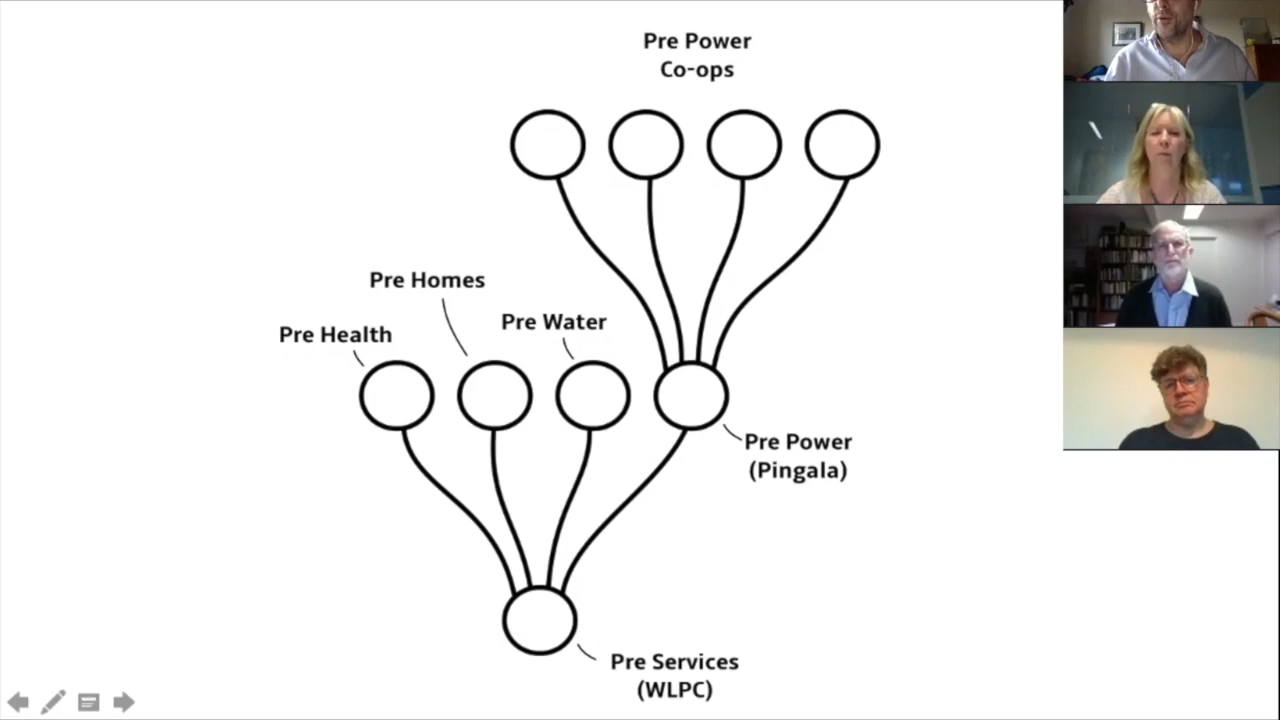 Pre Power
Co-ops
Pre Homes
Pre Water
Pre Health
Pre Power
(Pingala)
Pre Services
(WLPC)